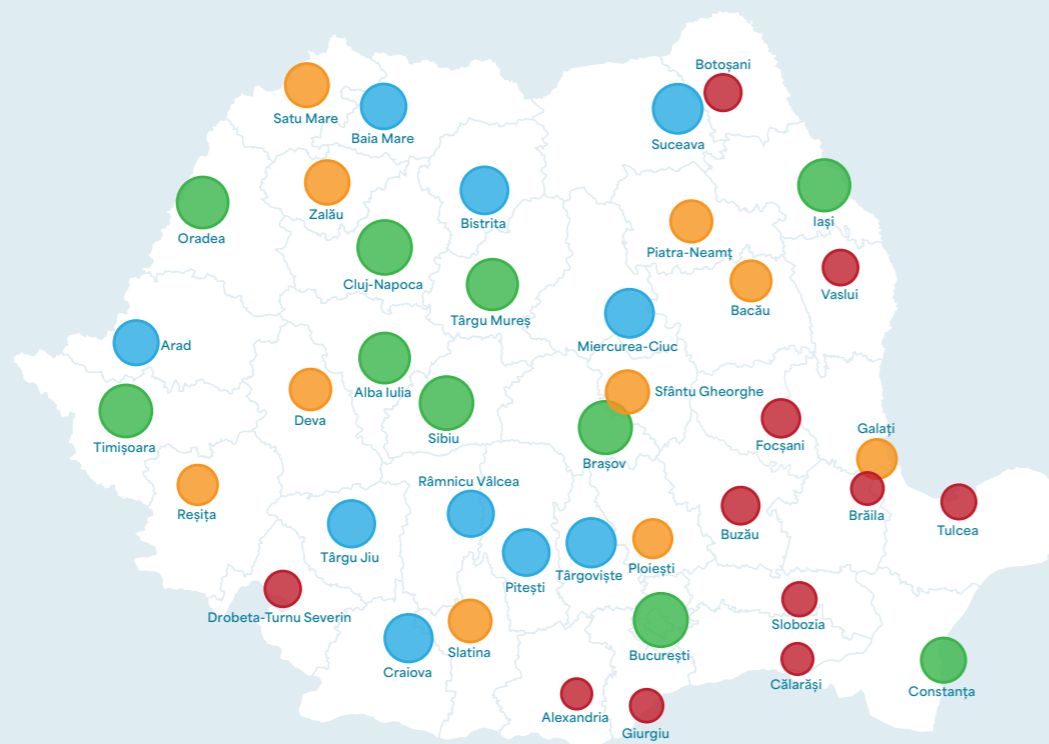 Botoșani
Satu Mare
Baia Mare
Suceava
Zalău
Bistrita
Iași
Oradea
Piatra-Neamț
Cluj-Napoca
Vaslui
Bacău
Târgu Mureș
Miercurea-Ciuc
Arad
Alba Iulia
Sfântu Gheorghe
Deva
Galați
Sibiu
Focșani
Timișoara
Brașov
Râmnicu Vâlcea
Reșița
Brăila
Tulcea
Buzău
Târgu Jiu
Ploiești
Târgoviște
Pitești
Drobeta-Turnu Severin
Slobozia
Slatina
București
Craiova
Călarăși
Constanța
Alexandria
Giurgiu